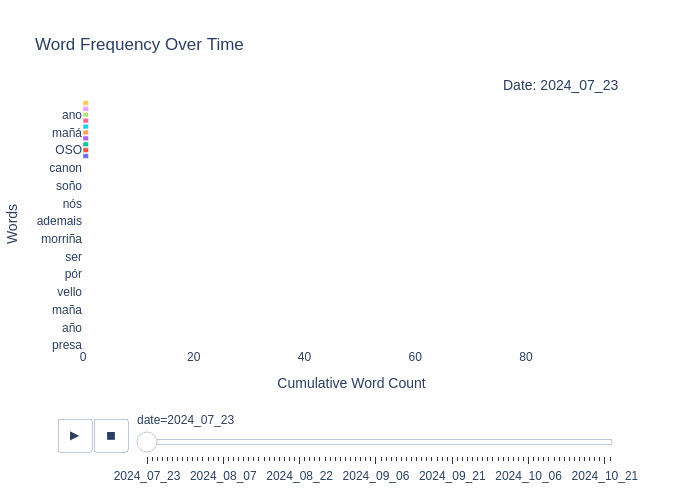 Word Frequency Over Time
Date: 2024_07_23
Words
ano
mañá
OSO
canon
soño
nós
ademais
morriña
ser
pór
vello
maña
año
presa
0 20 40 60 80
Cumulative Word Count
date=2024_07_23
2024_07_23 2024_08_07 2024_08_22 2024_09_06 2024_09_21 2024_10_06 2024_10_21